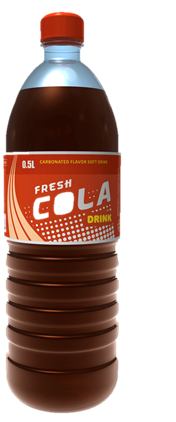 0.5L CARBONATED FLAVOR SOFT DRINK
FRESH
COLA
DRINK